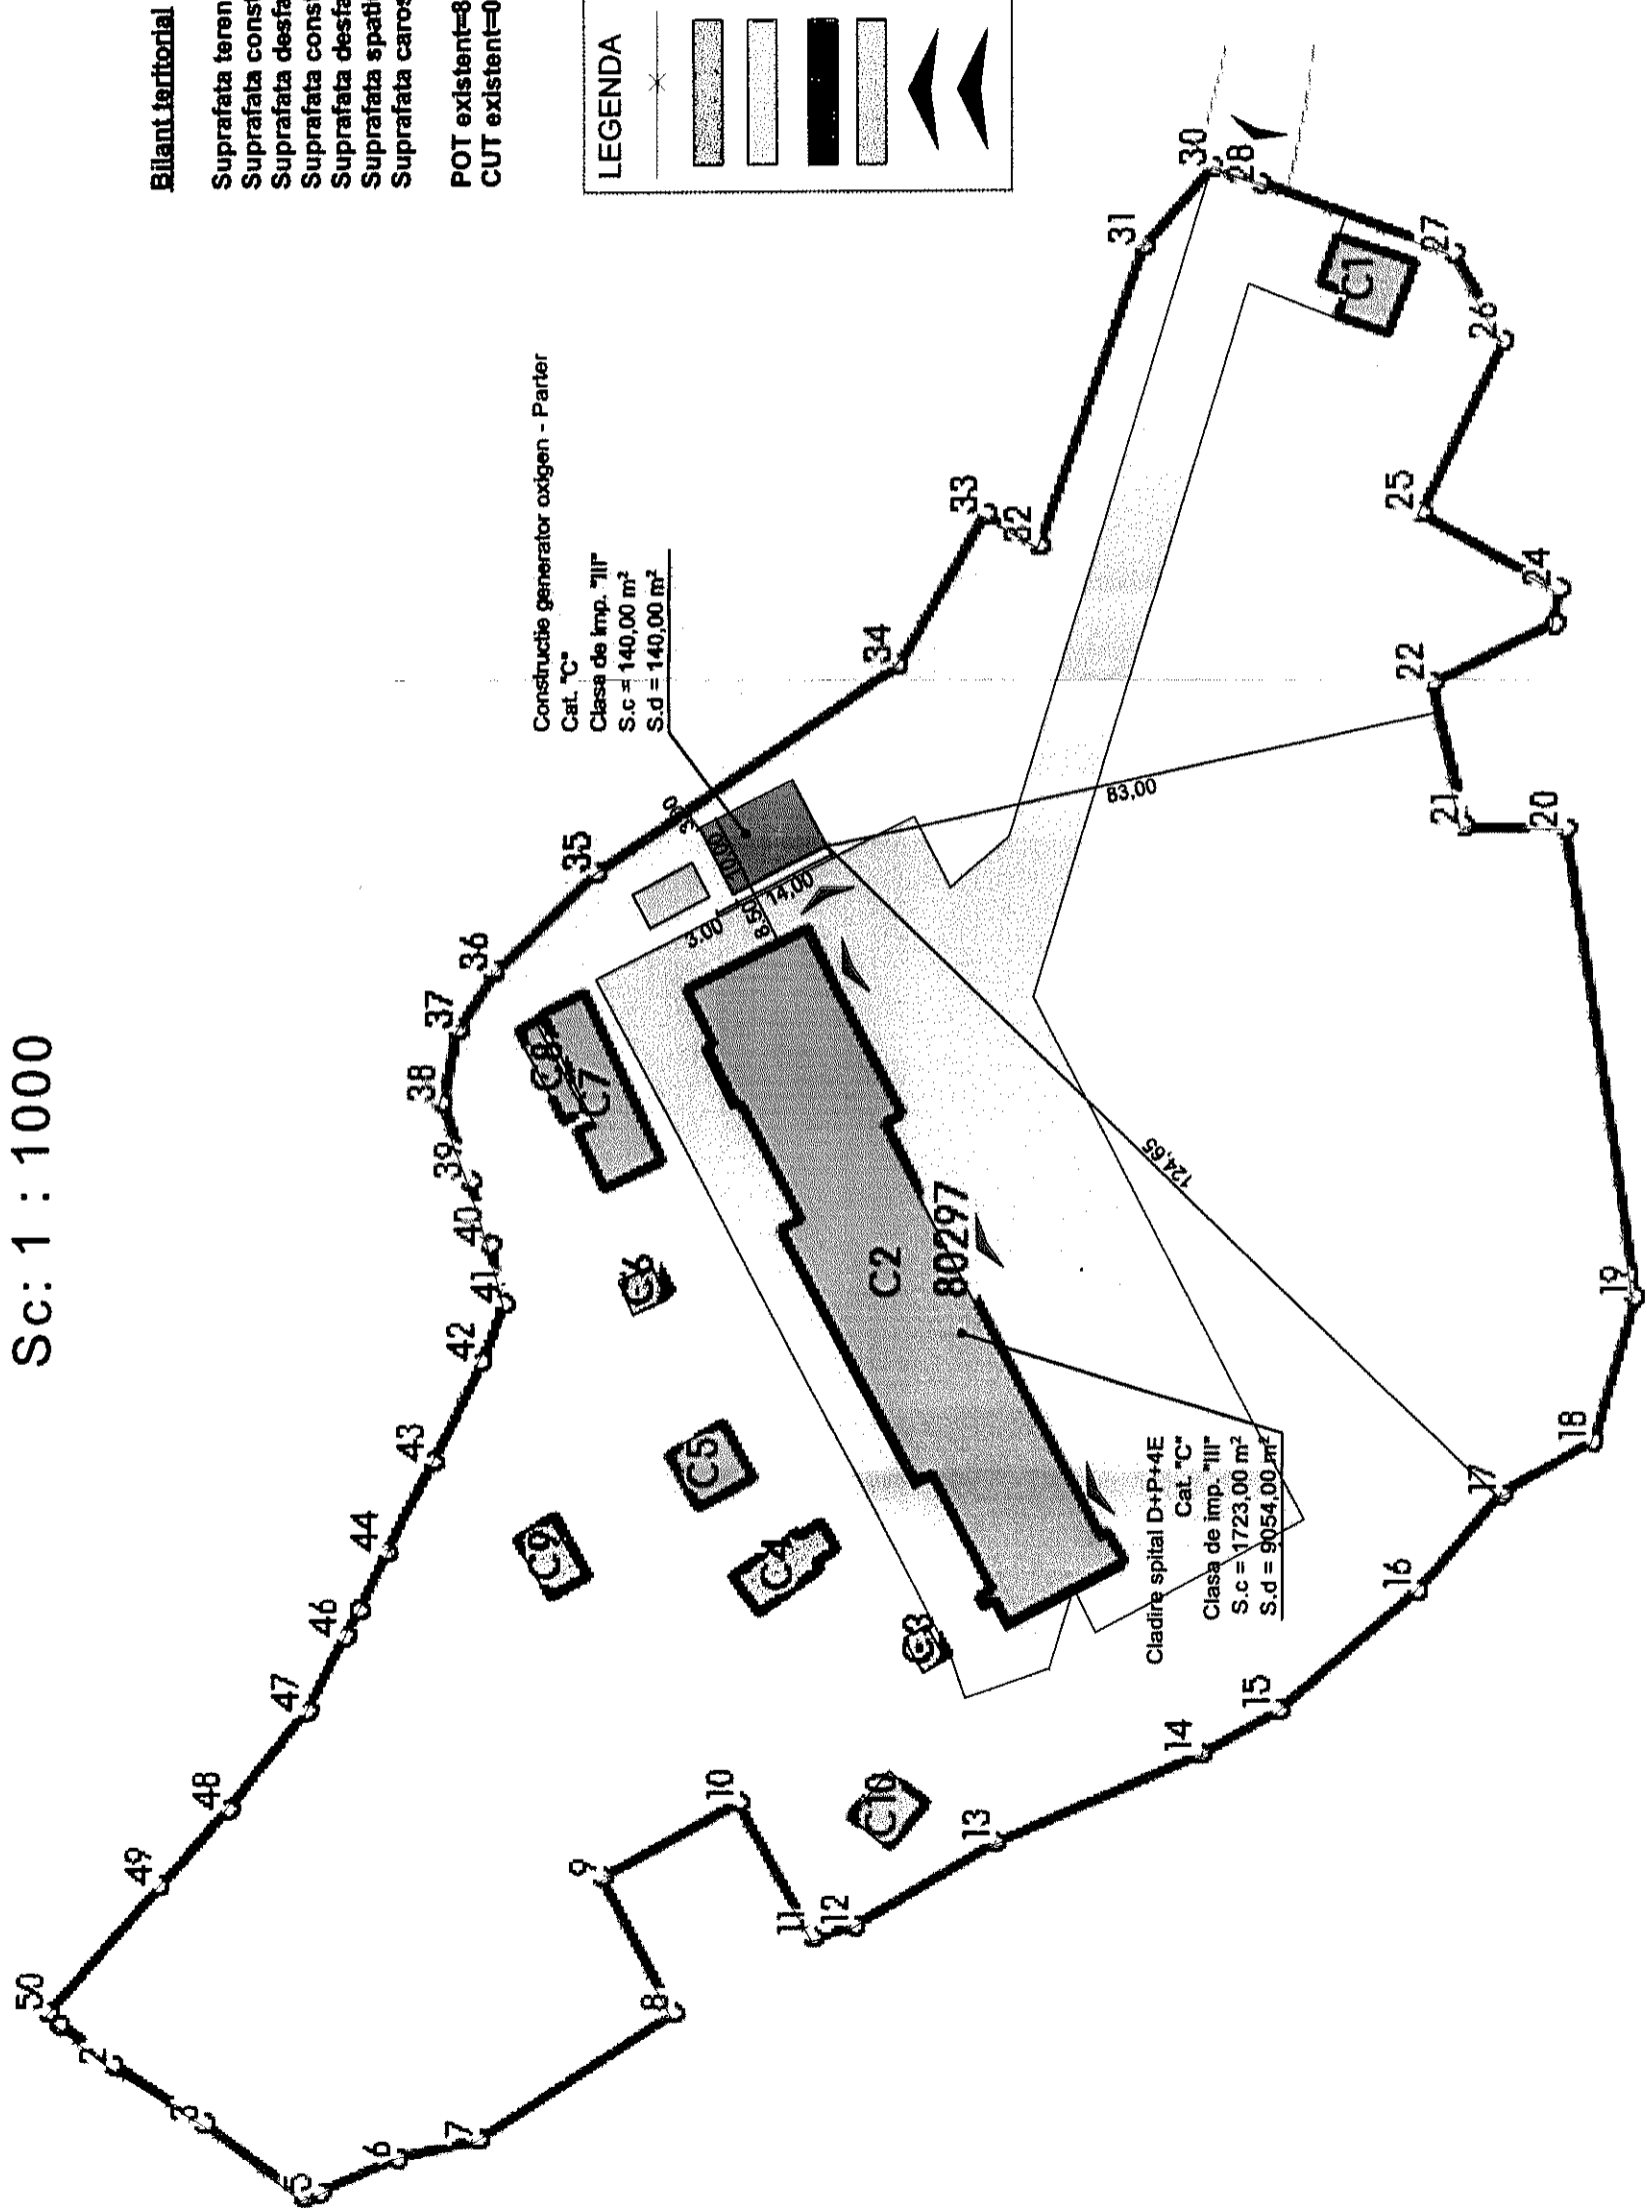 Sc: 1 : 1000
Bilant teritorial
Suprafata teren
Suprafata const
Suprafata desfa
Suprafata const
Suprafata desfa
Suprafata spati
Suprafata caros
POT existent=8
CUT existent=0
LEGENDA
Constructie generator oxigen - Parter
Cat. "C"
Clasa de imp. "III"
S.c = 140,00 m²
S.d = 140,00 m²
Cladire spital D+P+4E
Cat. "C"
Clasa de imp. "III"
S.c = 1723,00 m²
S.d = 9054,00 m²
50
49
48
47
46
44
43
42
41
40
39
38
37
36
35
34
33
32
31
30
28
27
26
25
24
22
21
20
19
18
17
16
15
14
13
12
11
10
9
8
7
6
5
3
2
C1
C2
80297
C3
C4
C5
C6
C7
C8
C9
C10
10,00
14,00
8.50
3.00
83,00
124,65